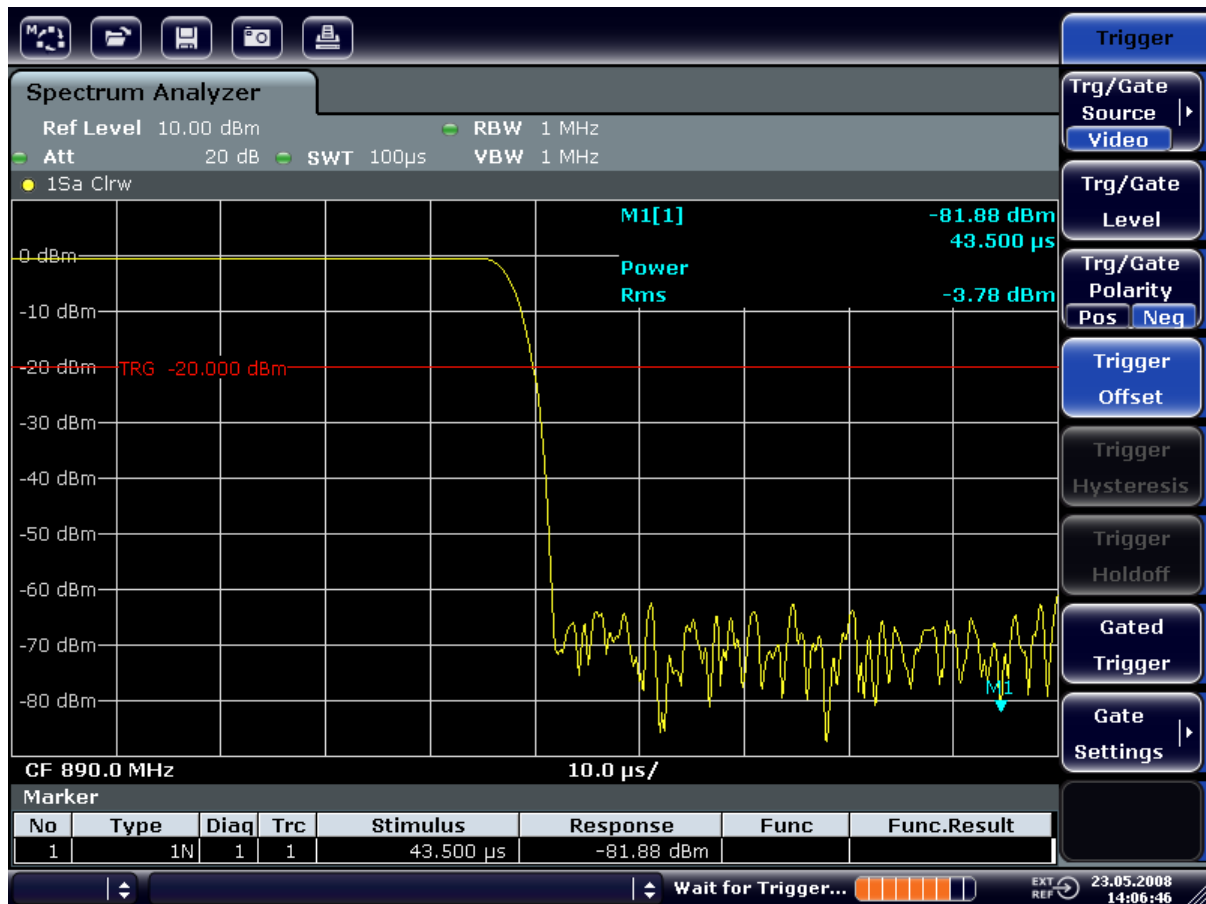 M
Trigger
Spectrum Analyzer
Ref Level 10.00 dBm RBW 1 MHz
Att 20 dB SWT 100µs VBW 1 MHz
1Sa Clrw
M1[1] -81.88 dBm
43.500 µs
Power
Rms -3.78 dBm
0 dBm
-10 dBm
-20 dBm TRG -20.000 dBm
-30 dBm
-40 dBm
-50 dBm
-60 dBm
-70 dBm
-80 dBm
M1
CF 890.0 MHz 10.0 µs/
Marker
No Type Diaq Trc Stimulus Response Func Func.Result
1 1N 1 1 43.500 µs -81.88 dBm
Trg/Gate
Source
Video
Trg/Gate
Level
Trg/Gate
Polarity
Pos Neg
Trigger
Offset
Trigger
Hysteresis
Trigger
Holdoff
Gated
Trigger
Gate
Settings
Wait for Trigger...
EXT
REF
23.05.2008
14:06:46